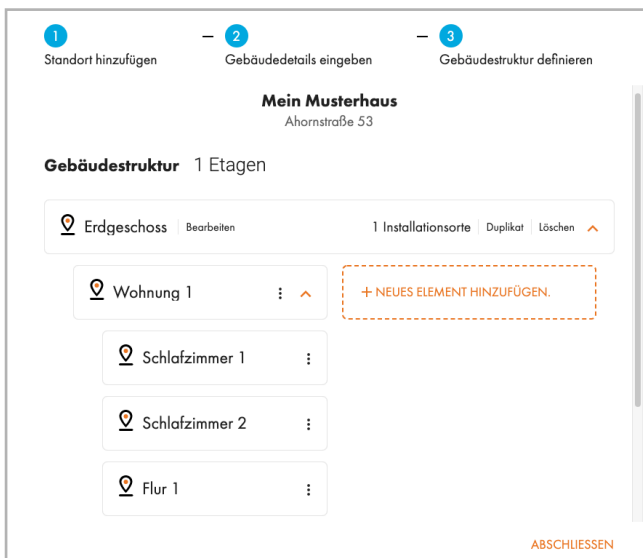 1 – 2 – 3
Standort hinzufügen Gebäudedetails eingeben Gebäudestruktur definieren
Mein Musterhaus
Ahornstraße 53
Gebäudestruktur 1 Etagen
Erdgeschoss Bearbeiten 1 Installationsorte Duplikat Löschen
Wohnung 1 + NEUES ELEMENT HINZUFÜGEN.
Schlafzimmer 1
Schlafzimmer 2
Flur 1
ABSCHLIESSEN